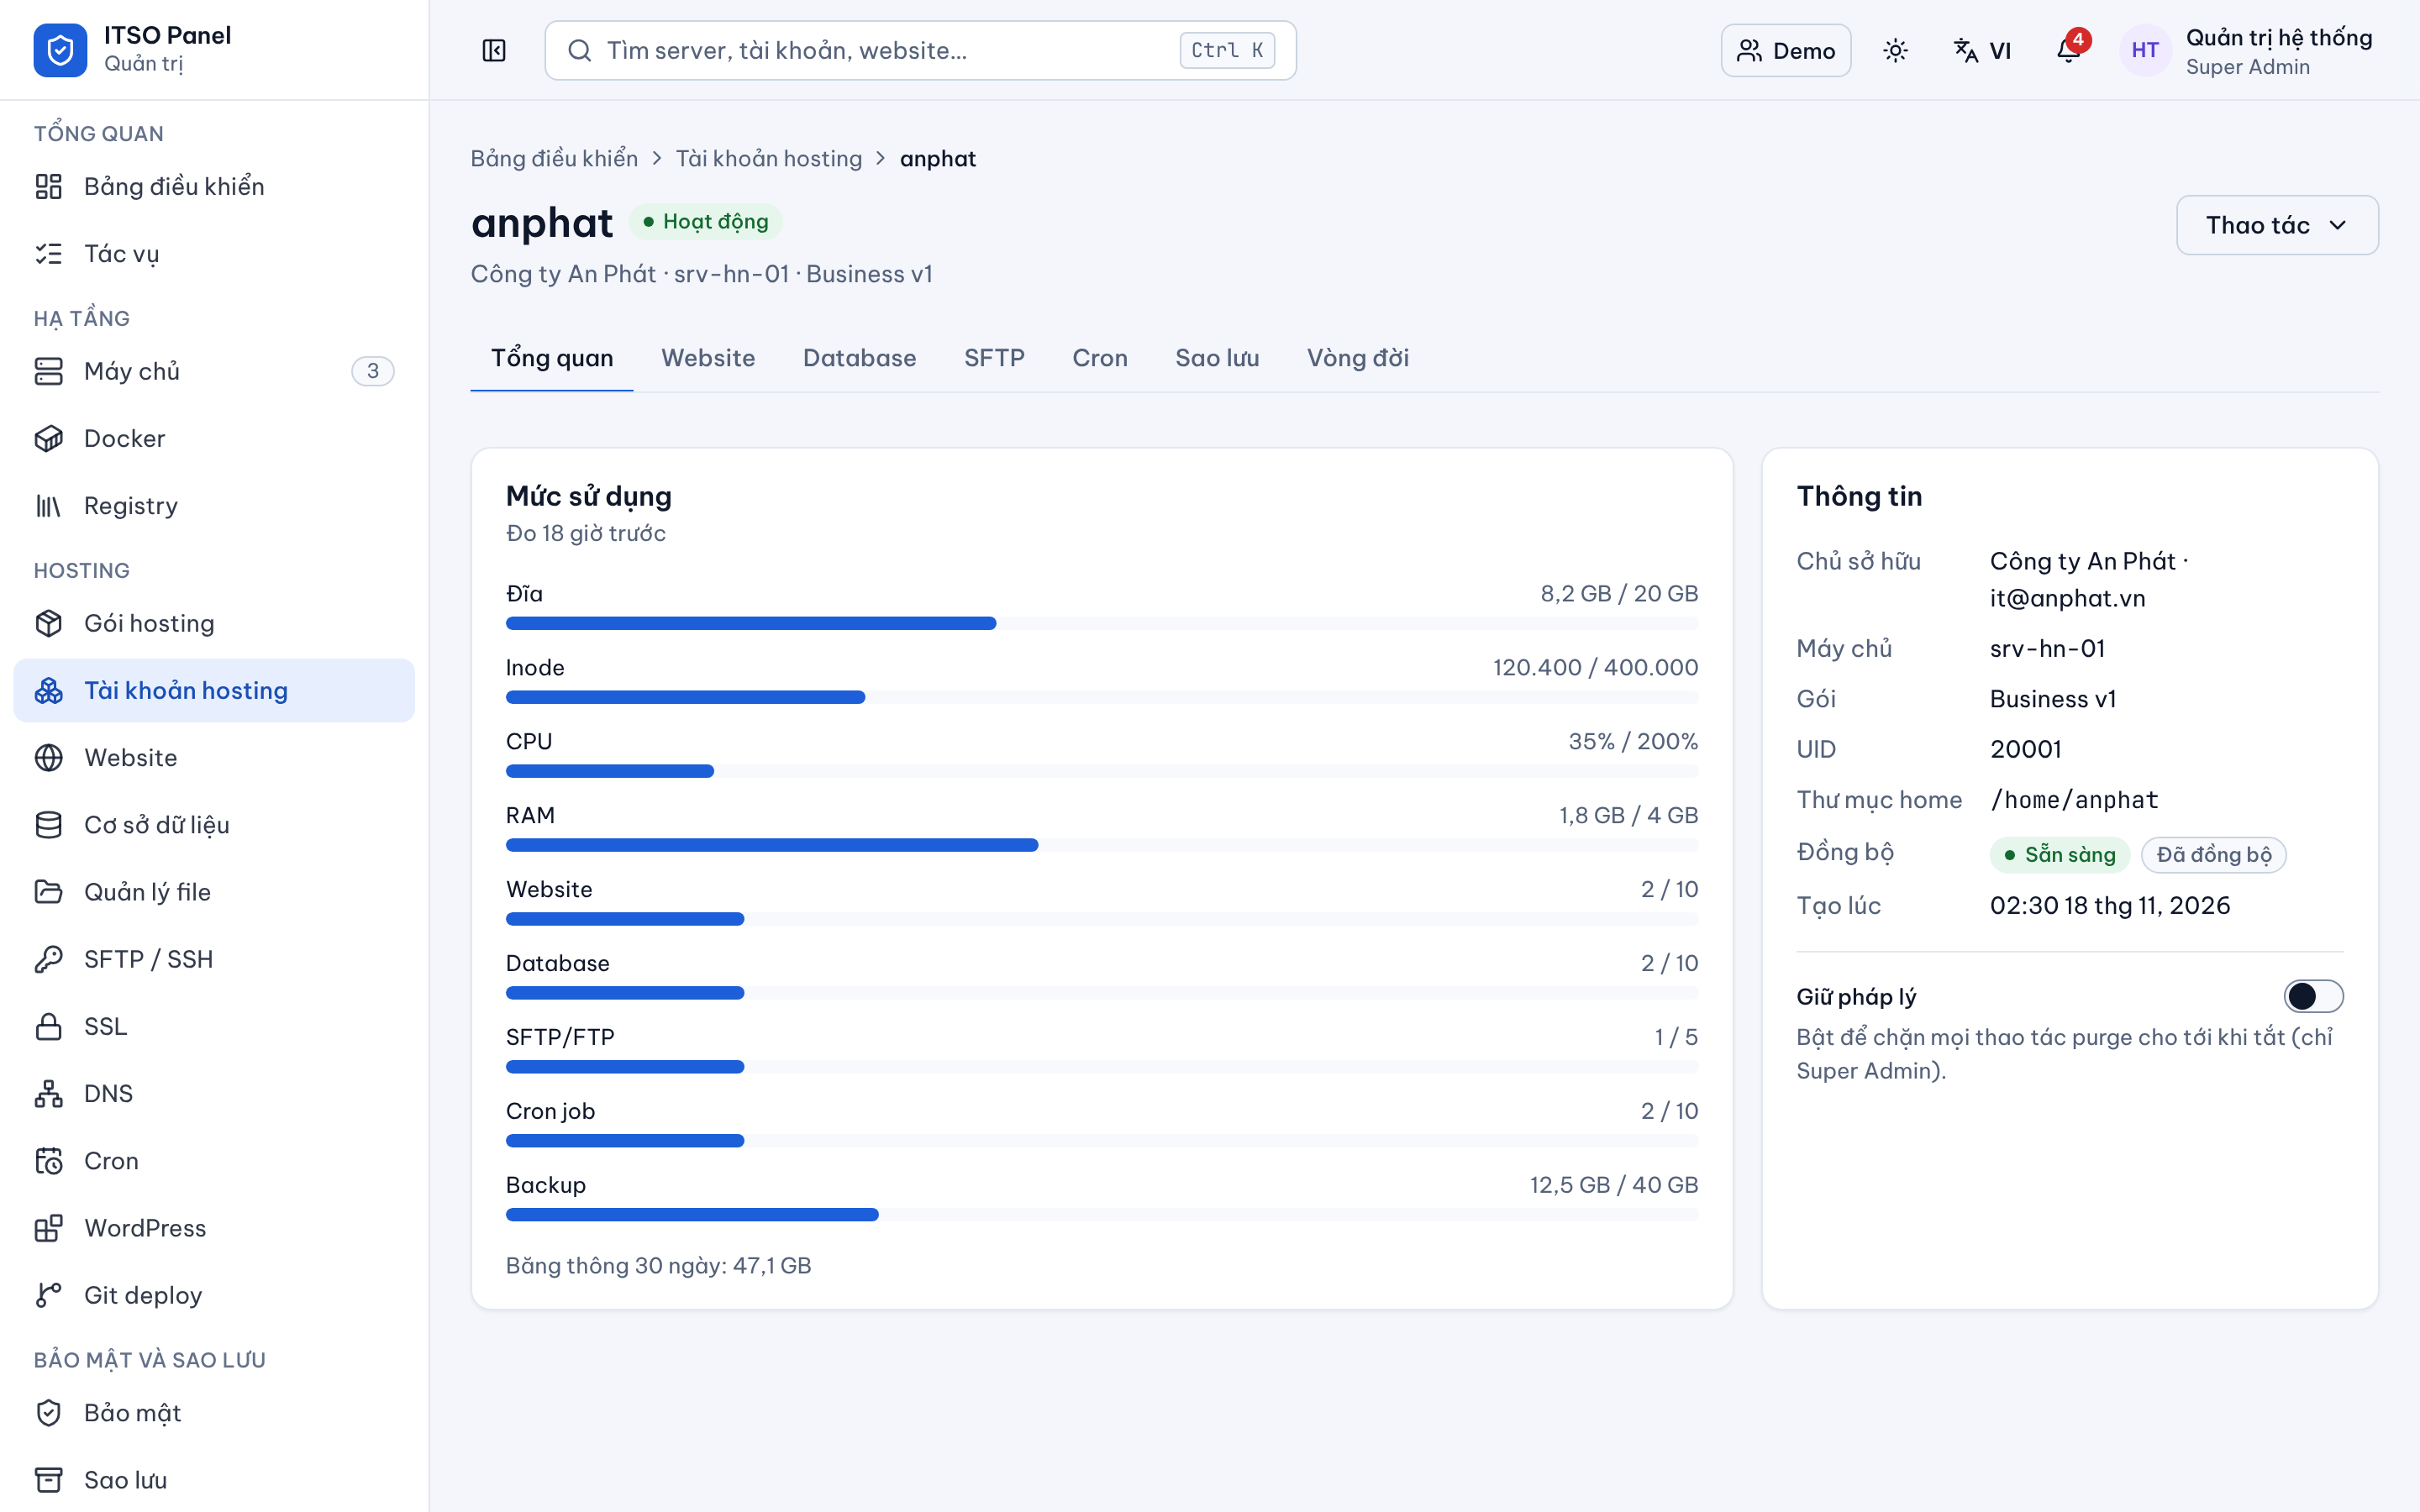 ITSO Panel
Quản trị
TỔNG QUAN
Bảng điều khiển
Tác vụ
HẠ TẦNG
Máy chủ 3
Docker
Registry
HOSTING
Gói hosting
Tài khoản hosting
Website
Cơ sở dữ liệu
Quản lý file
SFTP / SSH
SSL
DNS
Cron
WordPress
Git deploy
BẢO MẬT VÀ SAO LƯU
Bảo mật
Sao lưu
Tìm server, tài khoản, website... Ctrl K
Demo
VI
4
HT
Quản trị hệ thống
Super Admin
Bảng điều khiển > Tài khoản hosting > anphat
anphat Hoạt động
Công ty An Phát · srv-hn-01 · Business v1
Thao tác
Tổng quan Website Database SFTP Cron Sao lưu Vòng đời
Mức sử dụng
Đo 18 giờ trước
Đĩa 8,2 GB / 20 GB
Inode 120.400 / 400.000
CPU 35% / 200%
RAM 1,8 GB / 4 GB
Website 2 / 10
Database 2 / 10
SFTP/FTP 1 / 5
Cron job 2 / 10
Backup 12,5 GB / 40 GB
Băng thông 30 ngày: 47,1 GB
Thông tin
Chủ sở hữu Công ty An Phát ·
it@anphat.vn
Máy chủ srv-hn-01
Gói Business v1
UID 20001
Thư mục home /home/anphat
Đồng bộ Sẵn sàng Đã đồng bộ
Tạo lúc 02:30 18 thg 11, 2026
Giữ pháp lý
Bật để chặn mọi thao tác purge cho tới khi tắt (chỉ
Super Admin).